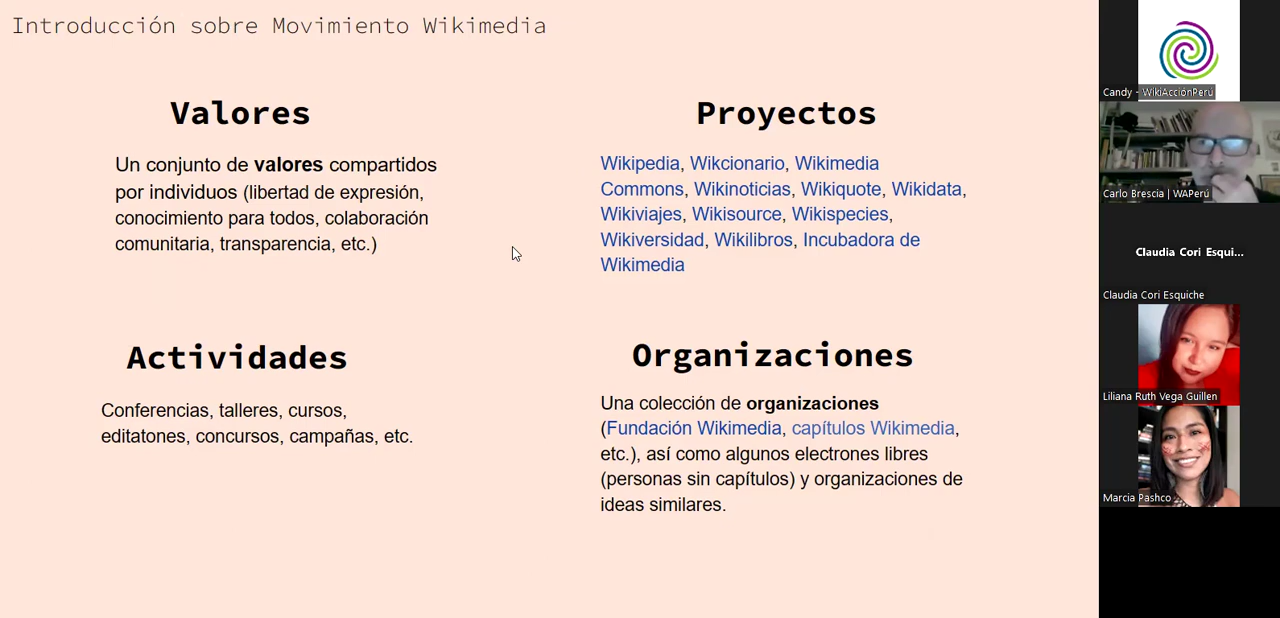 Introducción sobre Movimiento Wikimedia
Valores
Un conjunto de valores compartidos
por individuos (libertad de expresión,
conocimiento para todos, colaboración
comunitaria, transparencia, etc.)
Proyectos
Wikipedia, Wikcionario, Wikimedia
Commons, Wikinoticias, Wikiquote, Wikidata,
Wikiviajes, Wikisource, Wikispecies,
Wikiversidad, Wikilibros, Incubadora de
Wikimedia
Actividades
Conferencias, talleres, cursos,
editatones, concursos, campañas, etc.
Organizaciones
Una colección de organizaciones
(Fundación Wikimedia, capítulos Wikimedia,
etc.), así como algunos electrones libres
(personas sin capítulos) y organizaciones de
ideas similares.
Candy - WikiAcciónPerú
Carlo Brescia | WAPerú
Claudia Cori Esqui...
Claudia Cori Esquiche
Liliana Ruth Vega Guillen
Marcia Pashco